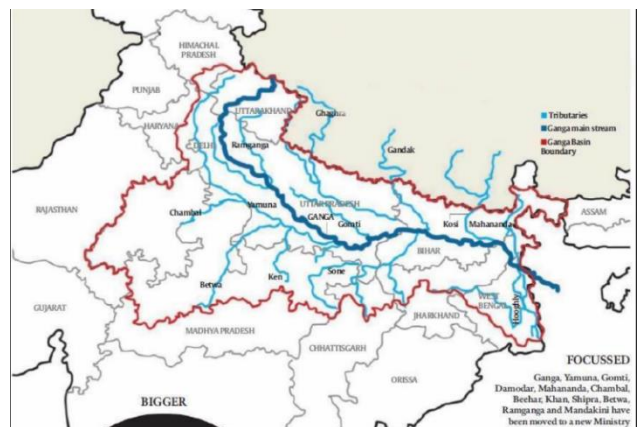 HIMACHAL
PRADESH
PUNJAB
UTTARAKHAND
Ghaghra
HARYANA
DELHI
Ramganga
Gandak
Tributaries
Ganga main stream
Ganga Basin
Boundary
RAJASTHAN
Chambel
Yamuna
UTTAR PRADESH
GANGA
Gomti
Kosi
Mahananda
ASSAM
BIHAR
Betwa
Ken
Sone
GUJARAT
WEST
BENGAL
Hooghly
JHARKHAND
MADHYA PRADESH
CHHATTISGARH
ORISSA
FOCUSSED
Ganga, Yamuna, Gomti,
Damodar, Mahananda, Chambal,
Beehar, Khan, Shipra, Betwa,
Ramganga and Mandakini have
been moved to a new Ministry
BIGGER